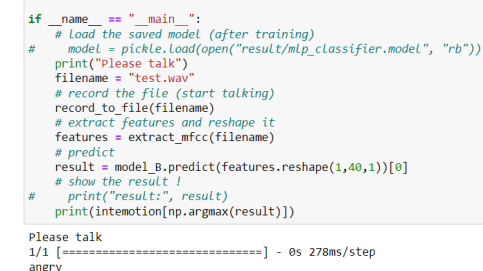 if __name__ == "__main__":
    # load the saved model (after training)
#     model = pickle.load(open("result/mlp_classifier.model", "rb"))
    print("Please talk")
    filename = "test.wav"
    # record the file (start talking)
    record_to_file(filename)
    # extract features and reshape it
    features = extract_mfcc(filename)
    # predict
    result = model_B.predict(features.reshape(1,40,1))[0]
    # show the result !
#     print("result:", result)
    print(intemotion[np.argmax(result)])
Please talk
1/1 [==============================] - 0s 278ms/step
angry